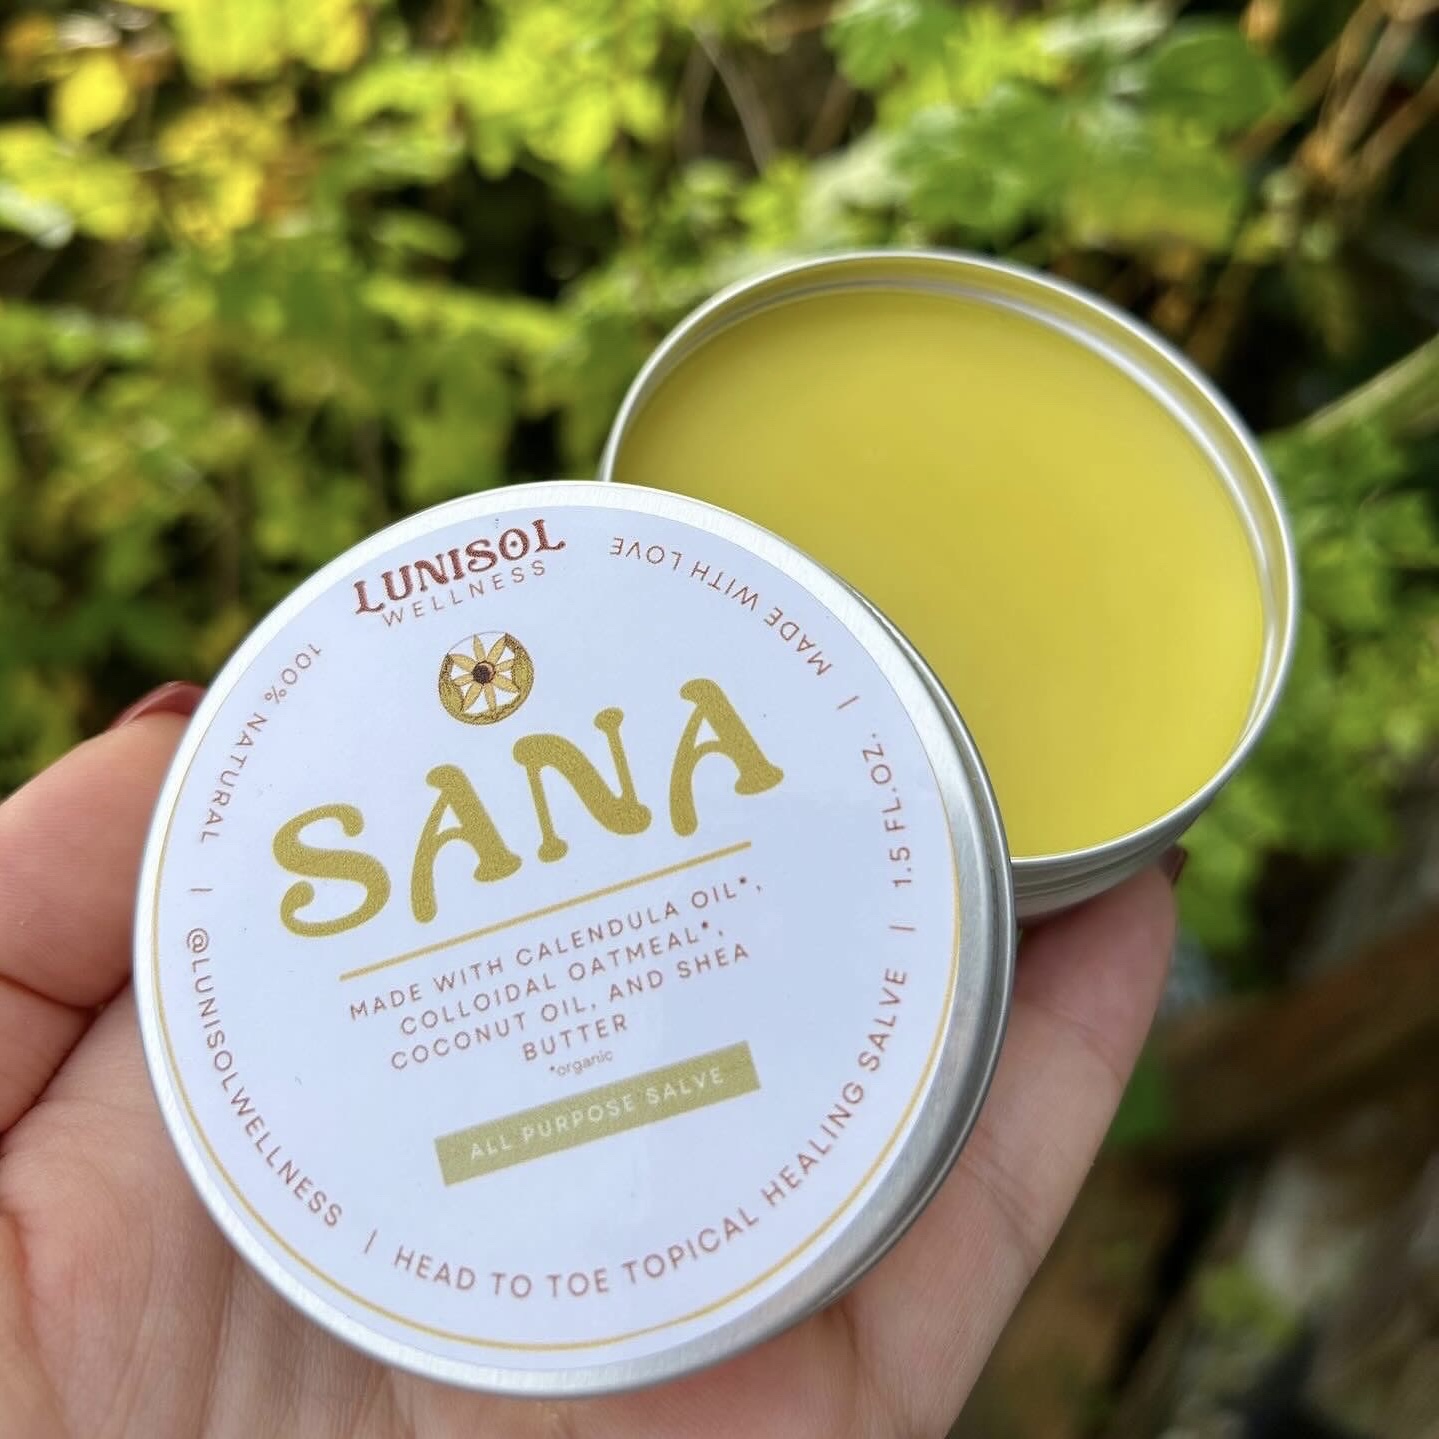 LUNISOL
WELLNESS
SANA
MADE WITH CALENDULA OIL*,
COLLOIDAL OATMEAL*,
COCONUT OIL, AND SHEA
BUTTER
*organic
ALL PURPOSE SALVE
MADE WITH LOVE | 1.5 FL.OZ. | HEAD TO TOE TOPICAL HEALING SALVE | @LUNISOLWELLNESS | 100% NATURAL